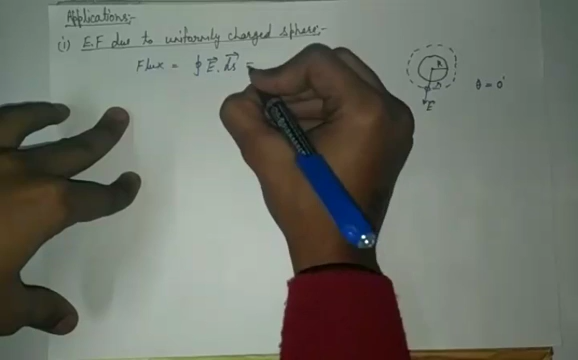 Applications:-
(i) E.F due to uniformly charged sphere:-
Flux = ∮ E⃗ . ds⃗ =
R
E
θ = 0°